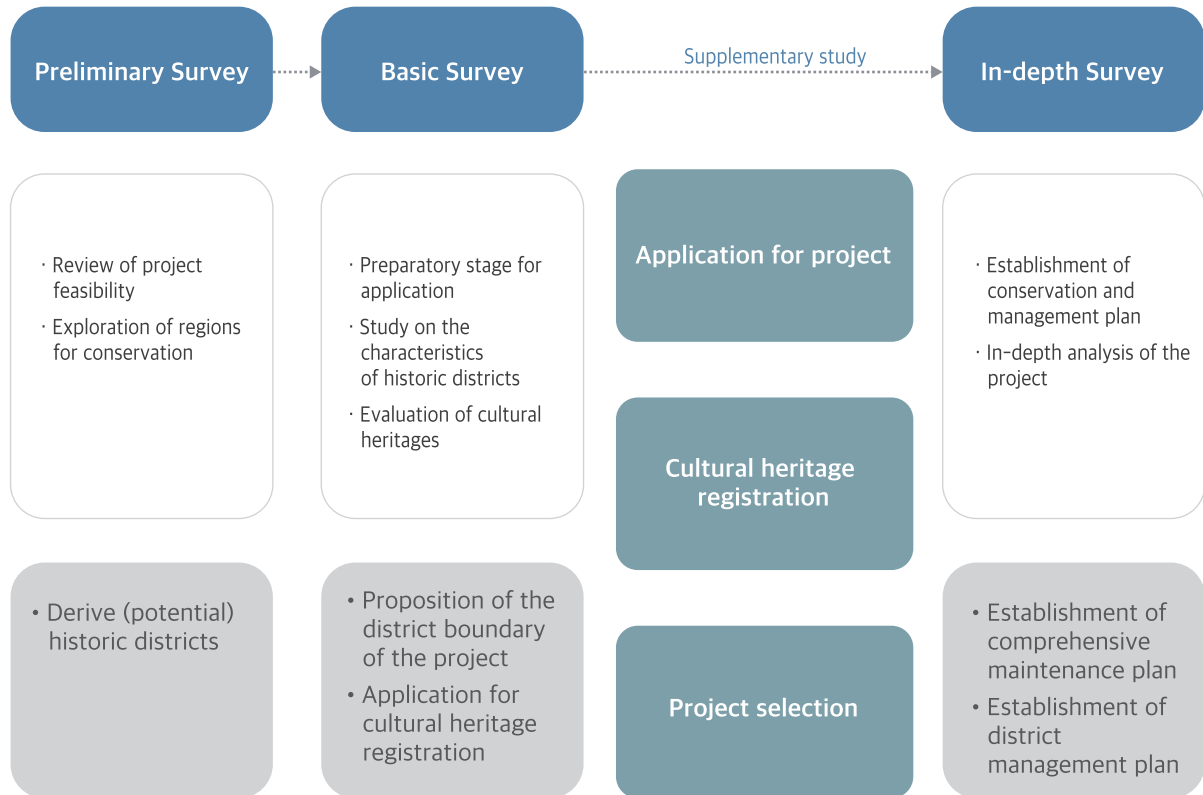 Preliminary Survey
Basic Survey
Supplementary study
In-depth Survey
· Review of project
feasibility
· Exploration of regions
for conservation
· Preparatory stage for
application
· Study on the
characteristics
of historic districts
· Evaluation of cultural
heritages
Application for project
Cultural heritage
registration
Project selection
· Establishment of
conservation and
management plan
· In-depth analysis of the
project
• Derive (potential)
historic districts
• Proposition of the
district boundary
of the project
• Application for
cultural heritage
registration
• Establishment of
comprehensive
maintenance plan
• Establishment of
district
management plan